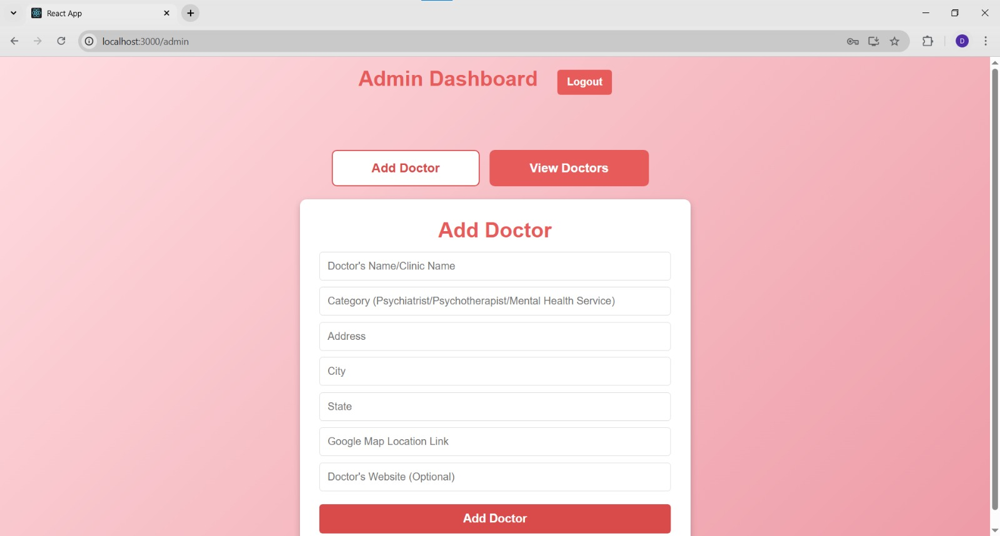 React App
localhost:3000/admin
D
Admin Dashboard
Logout
Add Doctor
View Doctors
Add Doctor
Doctor's Name/Clinic Name
Category (Psychiatrist/Psychotherapist/Mental Health Service)
Address
City
State
Google Map Location Link
Doctor's Website (Optional)
Add Doctor